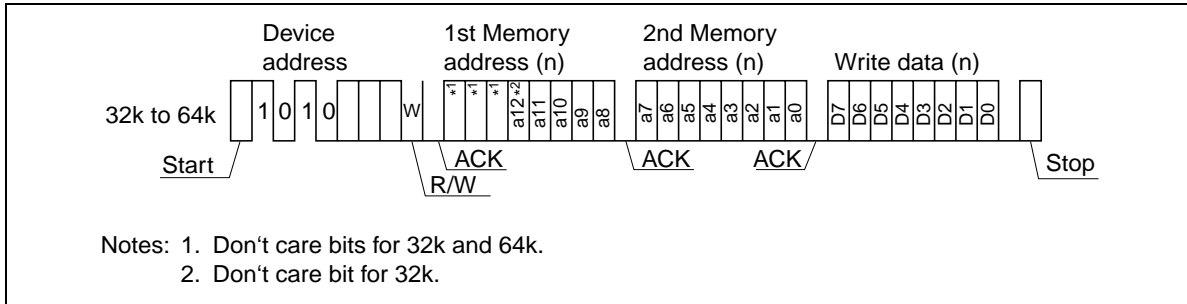 Device address
1st Memory address (n)
2nd Memory address (n)
Write data (n)
32k to 64k
1 0 1 0 W
*1 *1 *1 a12*2 a11 a10 a9 a8
a7 a6 a5 a4 a3 a2 a1 a0
D7 D6 D5 D4 D3 D2 D1 D0
Start
R/W
ACK
ACK
ACK
Stop
Notes: 1. Don‘t care bits for 32k and 64k.
2. Don‘t care bit for 32k.